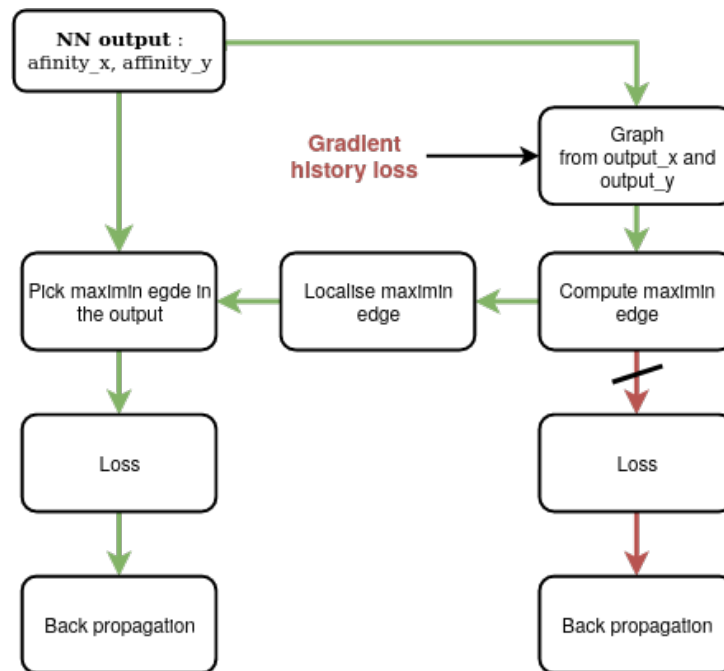 NN output :
afinity_x, affinity_y
Graph
from output_x and
output_y
Gradient
history loss
Pick maximin egde in
the output
Localise maximin
edge
Compute maximin
edge
Loss
Loss
Back propagation
Back propagation